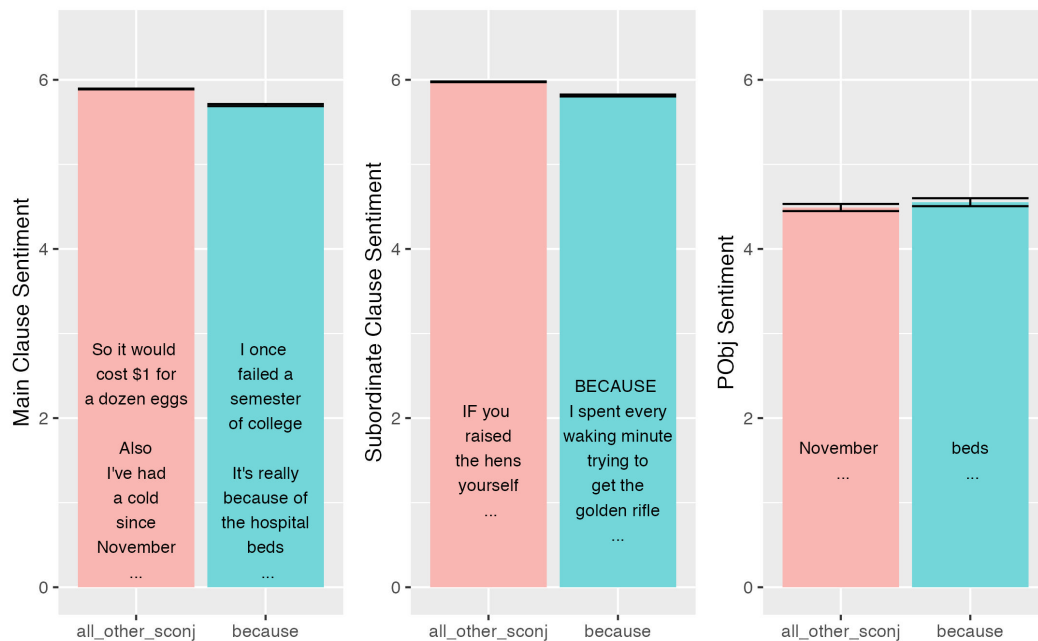 Main Clause Sentiment
6
4
2
0
So it would
cost $1 for
a dozen eggs
Also
I've had
a cold
since
November
...
I once
failed a
semester
of college
It's really
because of
the hospital
beds
...
all_other_sconj
because
Subordinate Clause Sentiment
6
4
2
0
IF you
raised
the hens
yourself
...
BECAUSE
I spent every
waking minute
trying to
get the
golden rifle
...
all_other_sconj
because
PObj Sentiment
6
4
2
0
November
...
beds
...
all_other_sconj
because